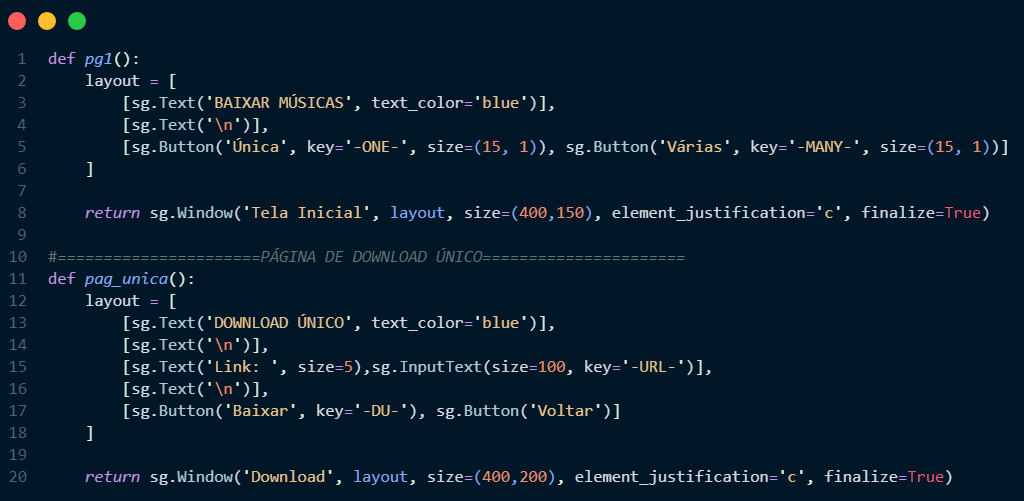 1 def pg1():
2     layout = [
3         [sg.Text('BAIXAR MÚSICAS', text_color='blue')],
4         [sg.Text('\n')],
5         [sg.Button('Única', key='-ONE-', size=(15, 1)), sg.Button('Várias', key='-MANY-', size=(15, 1))]
6     ]
7
8     return sg.Window('Tela Inicial', layout, size=(400,150), element_justification='c', finalize=True)
9
10 #======================PÁGINA DE DOWNLOAD ÚNICO======================
11 def pag_unica():
12     layout = [
13         [sg.Text('DOWNLOAD ÚNICO', text_color='blue')],
14         [sg.Text('\n')],
15         [sg.Text('Link: ', size=5),sg.InputText(size=100, key='-URL-')],
16         [sg.Text('\n')],
17         [sg.Button('Baixar', key='-DU-'), sg.Button('Voltar')]
18     ]
19
20     return sg.Window('Download', layout, size=(400,200), element_justification='c', finalize=True)